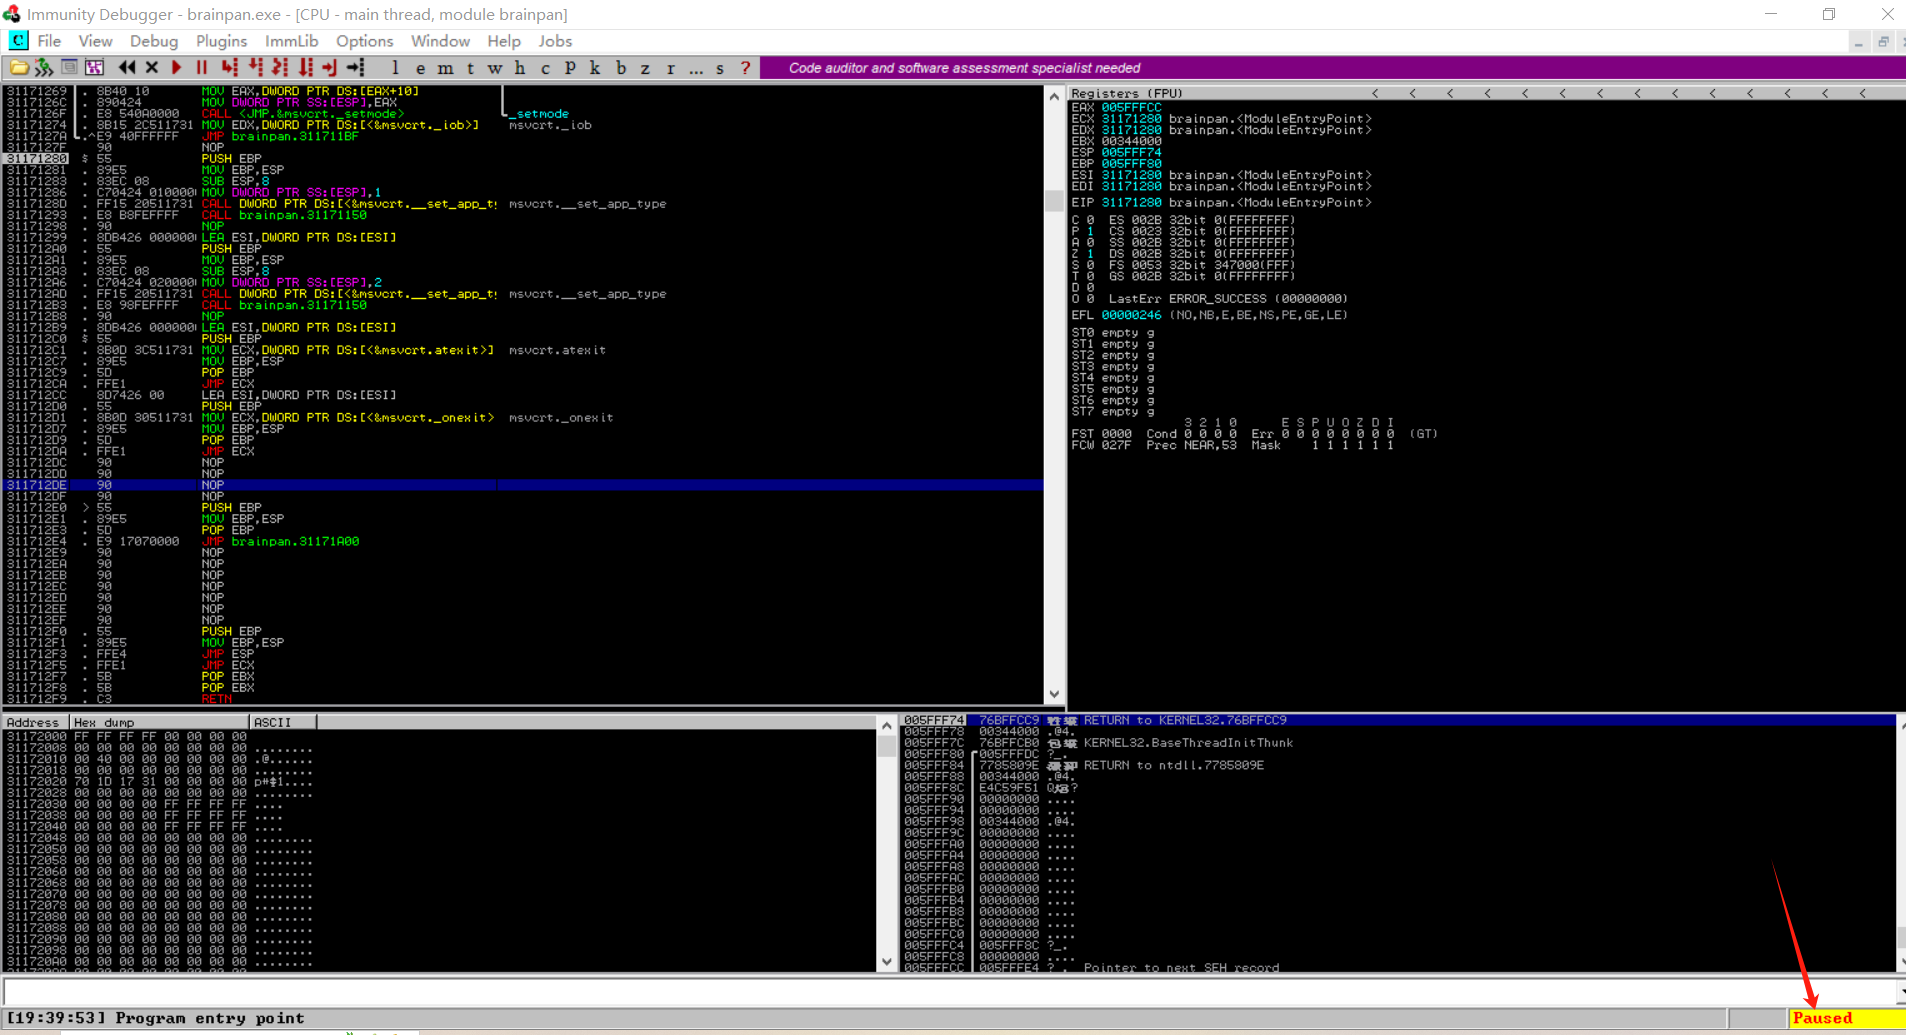 Immunity Debugger - brainpan.exe - [CPU - main thread, module brainpan]
C File View Debug Plugins ImmLib Options Window Help Jobs
l e m t w h c P k b z r ... s ? Code auditor and software assessment specialist needed
31171269 . 8B40 10 MOV EAX,DWORD PTR DS:[EAX+10]
3117126C . 890424 MOV DWORD PTR SS:[ESP],EAX
3117126F . E8 540A0000 CALL <JMP.&msvcrt._setmode> _setmode
31171274 . 8B15 2C511731 MOV EDX,DWORD PTR DS:[<&msvcrt._iob>] msvcrt._iob
3117127A .^E9 40FFFFFF JMP brainpan.311711BF
3117127F 90 NOP
31171280 $ 55 PUSH EBP
31171281 . 89E5 MOV EBP,ESP
31171283 . 83EC 08 SUB ESP,8
31171286 . C70424 0100000 MOV DWORD PTR SS:[ESP],1
3117128D . FF15 20511731 CALL DWORD PTR DS:[<&msvcrt.__set_app_ty msvcrt.__set_app_type
31171293 . E8 B8FEFFFF CALL brainpan.31171150
31171298 . 90 NOP
31171299 . 8DB426 0000000 LEA ESI,DWORD PTR DS:[ESI]
311712A0 . 55 PUSH EBP
311712A1 . 89E5 MOV EBP,ESP
311712A3 . 83EC 08 SUB ESP,8
311712A6 . C70424 0200000 MOV DWORD PTR SS:[ESP],2
311712AD . FF15 20511731 CALL DWORD PTR DS:[<&msvcrt.__set_app_ty msvcrt.__set_app_type
311712B3 . E8 98FEFFFF CALL brainpan.31171150
311712B8 . 90 NOP
311712B9 . 8DB426 0000000 LEA ESI,DWORD PTR DS:[ESI]
311712C0 $ 55 PUSH EBP
311712C1 . 8B0D 3C511731 MOV ECX,DWORD PTR DS:[<&msvcrt.atexit>] msvcrt.atexit
311712C7 . 89E5 MOV EBP,ESP
311712C9 . 5D POP EBP
311712CA . FFE1 JMP ECX
311712CC 8D7426 00 LEA ESI,DWORD PTR DS:[ESI]
311712D0 . 55 PUSH EBP
311712D1 . 8B0D 30511731 MOV ECX,DWORD PTR DS:[<&msvcrt._onexit> msvcrt._onexit
311712D7 . 89E5 MOV EBP,ESP
311712D9 . 5D POP EBP
311712DA . FFE1 JMP ECX
311712DC 90 NOP
311712DD 90 NOP
311712DE 90 NOP
311712DF 90 NOP
311712E0 > 55 PUSH EBP
311712E1 . 89E5 MOV EBP,ESP
311712E3 . 5D POP EBP
311712E4 . E9 17070000 JMP brainpan.31171A00
311712E9 90 NOP
311712EA 90 NOP
311712EB 90 NOP
311712EC 90 NOP
311712ED 90 NOP
311712EE 90 NOP
311712EF 90 NOP
311712F0 . 55 PUSH EBP
311712F1 . 89E5 MOV EBP,ESP
311712F3 . FFE4 JMP ESP
311712F5 . FFE1 JMP ECX
311712F7 . 5B POP EBX
311712F8 . 5B POP EBX
311712F9 . C3 RETN
Registers (FPU) < < < < < < < < < < < < < <
EAX 005FFFCC
ECX 31171280 brainpan.<ModuleEntryPoint>
EDX 31171280 brainpan.<ModuleEntryPoint>
EBX 00344000
ESP 005FFF74
EBP 005FFF80
ESI 31171280 brainpan.<ModuleEntryPoint>
EDI 31171280 brainpan.<ModuleEntryPoint>
EIP 31171280 brainpan.<ModuleEntryPoint>
C 0 ES 002B 32bit 0(FFFFFFFF)
P 1 CS 0023 32bit 0(FFFFFFFF)
A 0 SS 002B 32bit 0(FFFFFFFF)
Z 1 DS 002B 32bit 0(FFFFFFFF)
S 0 FS 0053 32bit 347000(FFF)
T 0 GS 002B 32bit 0(FFFFFFFF)
D 0
O 0 LastErr ERROR_SUCCESS (00000000)
EFL 00000246 (NO,NB,E,BE,NS,PE,GE,LE)
ST0 empty g
ST1 empty g
ST2 empty g
ST3 empty g
ST4 empty g
ST5 empty g
ST6 empty g
ST7 empty g
3 2 1 0 E S P U O Z D I
FST 0000 Cond 0 0 0 0 Err 0 0 0 0 0 0 0 0 (GT)
FCW 027F Prec NEAR,53 Mask 1 1 1 1 1 1
Address Hex dump ASCII
31172000 FF FF FF FF 00 00 00 00
31172008 00 00 00 00 00 00 00 00 ........
31172010 00 40 00 00 00 00 00 00 .@......
31172018 00 00 00 00 00 00 00 00 ........
31172020 70 1D 17 31 00 00 00 00
31172028 00 00 00 00 00 00 00 00 ........
31172030 00 00 00 00 FF FF FF FF ....
31172038 00 00 00 00 FF FF FF FF ....
31172040 00 00 00 00 FF FF FF FF ....
31172048 00 00 00 00 00 00 00 00 ........
31172050 00 00 00 00 00 00 00 00 ........
31172058 00 00 00 00 00 00 00 00 ........
31172060 00 00 00 00 00 00 00 00 ........
31172068 00 00 00 00 00 00 00 00 ........
31172070 00 00 00 00 00 00 00 00 ........
31172078 00 00 00 00 00 00 00 00 ........
31172080 00 00 00 00 00 00 00 00 ........
31172088 00 00 00 00 00 00 00 00 ........
31172090 00 00 00 00 00 00 00 00 ........
31172098 00 00 00 00 00 00 00 00 ........
311720A0 00 00 00 00 00 00 00 00 ........
005FFF74 76BFFCC9 RETURN to KERNEL32.76BFFCC9
005FFF78 00344000 .@4.
005FFF7C 76BFFCB0 KERNEL32.BaseThreadInitThunk
005FFF80 005FFFDC ?_.
005FFF84 7785809E RETURN to ntdll.7785809E
005FFF88 00344000 .@4.
005FFF8C E4C59F51
005FFF90 00000000 ....
005FFF94 00000000 ....
005FFF98 00344000 .@4.
005FFF9C 00000000 ....
005FFFA0 00000000 ....
005FFFA4 00000000 ....
005FFFA8 00000000 ....
005FFFAC 00000000 ....
005FFFB0 00000000 ....
005FFFB4 00000000 ....
005FFFB8 00000000 ....
005FFFBC 00000000 ....
005FFFC0 00000000 ....
005FFFC4 005FFF8C ?_.
005FFFC8 00000000 ....
005FFFCC 005FFFE4 ?_. Pointer to next SEH record
[19:39:53] Program entry point
Paused